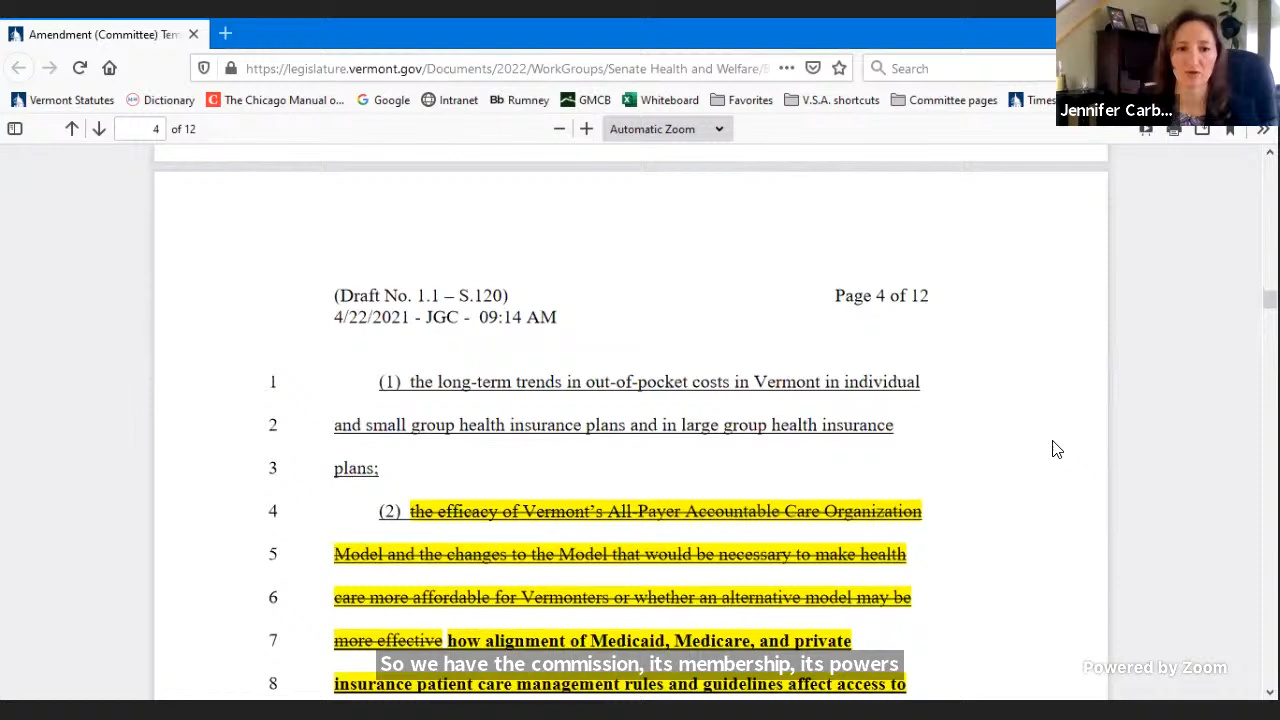 Amendment (Committee) Tem
https://legislature.vermont.gov/Documents/2022/WorkGroups/Senate Health and Welfare/B
Search
Vermont Statutes Dictionary The Chicago Manual o... Google Intranet Bb Rumney GMCB Whiteboard Favorites V.S.A. shortcuts Committee pages Times
Jennifer Carb...
4 of 12 Automatic Zoom
(Draft No. 1.1 – S.120) Page 4 of 12
4/22/2021 - JGC - 09:14 AM
1 (1) the long-term trends in out-of-pocket costs in Vermont in individual
2 and small group health insurance plans and in large group health insurance
3 plans;
4 (2) the efficacy of Vermont's All-Payer Accountable Care Organization
5 Model and the changes to the Model that would be necessary to make health
6 care more affordable for Vermonters or whether an alternative model may be
7 more effective how alignment of Medicaid, Medicare, and private
So we have the commission, its membership, its powers
8 insurance patient care management rules and guidelines affect access to
Powered by Zoom